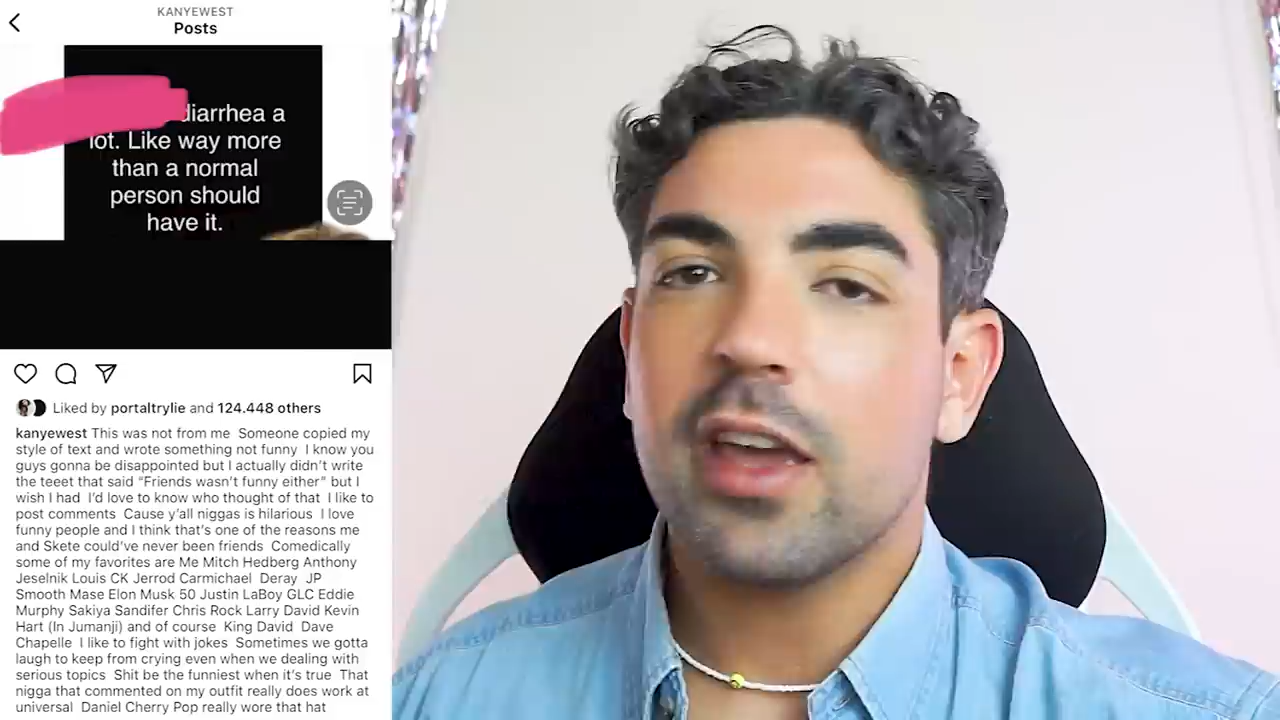 KANYEWEST
Posts
diarrhea a
lot. Like way more
than a normal
person should
have it.
Liked by portaltrylie and 124.448 others
kanyewest This was not from me Someone copied my
style of text and wrote something not funny I know you
guys gonna be disappointed but I actually didn't write
the teeet that said “Friends wasn't funny either” but I
wish I had I'd love to know who thought of that I like to
post comments Cause y'all niggas is hilarious I love
funny people and I think that's one of the reasons me
and Skete could've never been friends Comedically
some of my favorites are Me Mitch Hedberg Anthony
Jeselnik Louis CK Jerrod Carmichael Deray JP
Smooth Mase Elon Musk 50 Justin LaBoy GLC Eddie
Murphy Sakiya Sandifer Chris Rock Larry David Kevin
Hart (In Jumanji) and of course King David Dave
Chapelle I like to fight with jokes Sometimes we gotta
laugh to keep from crying even when we dealing with
serious topics Shit be the funniest when it's true That
nigga that commented on my outfit really does work at
universal Daniel Cherry Pop really wore that hat